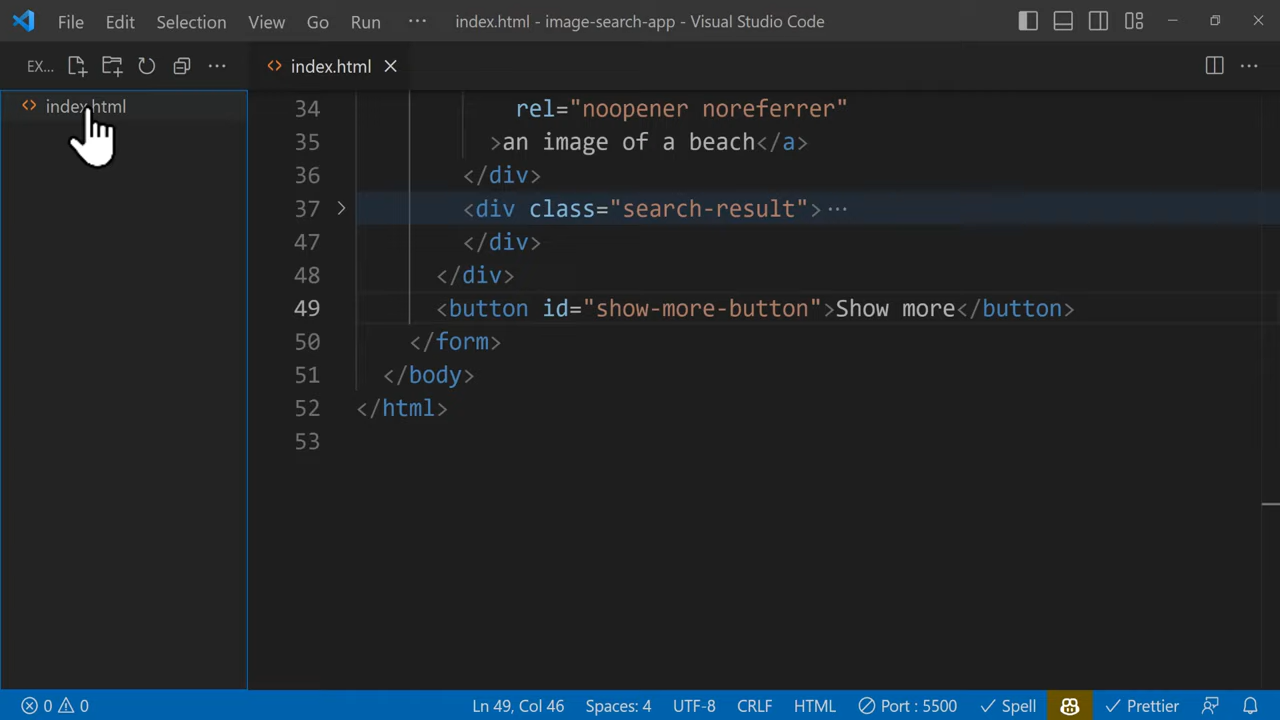 File Edit Selection View Go Run ··· index.html - image-search-app - Visual Studio Code
EX... index.html
index.html
34 rel="noopener noreferrer"
35 >an image of a beach</a>
36 </div>
37 <div class="search-result">···
47 </div>
48 </div>
49 <button id="show-more-button">Show more</button>
50 </form>
51 </body>
52 </html>
53
0 0 Ln 49, Col 46 Spaces: 4 UTF-8 CRLF HTML Port : 5500 Spell Prettier